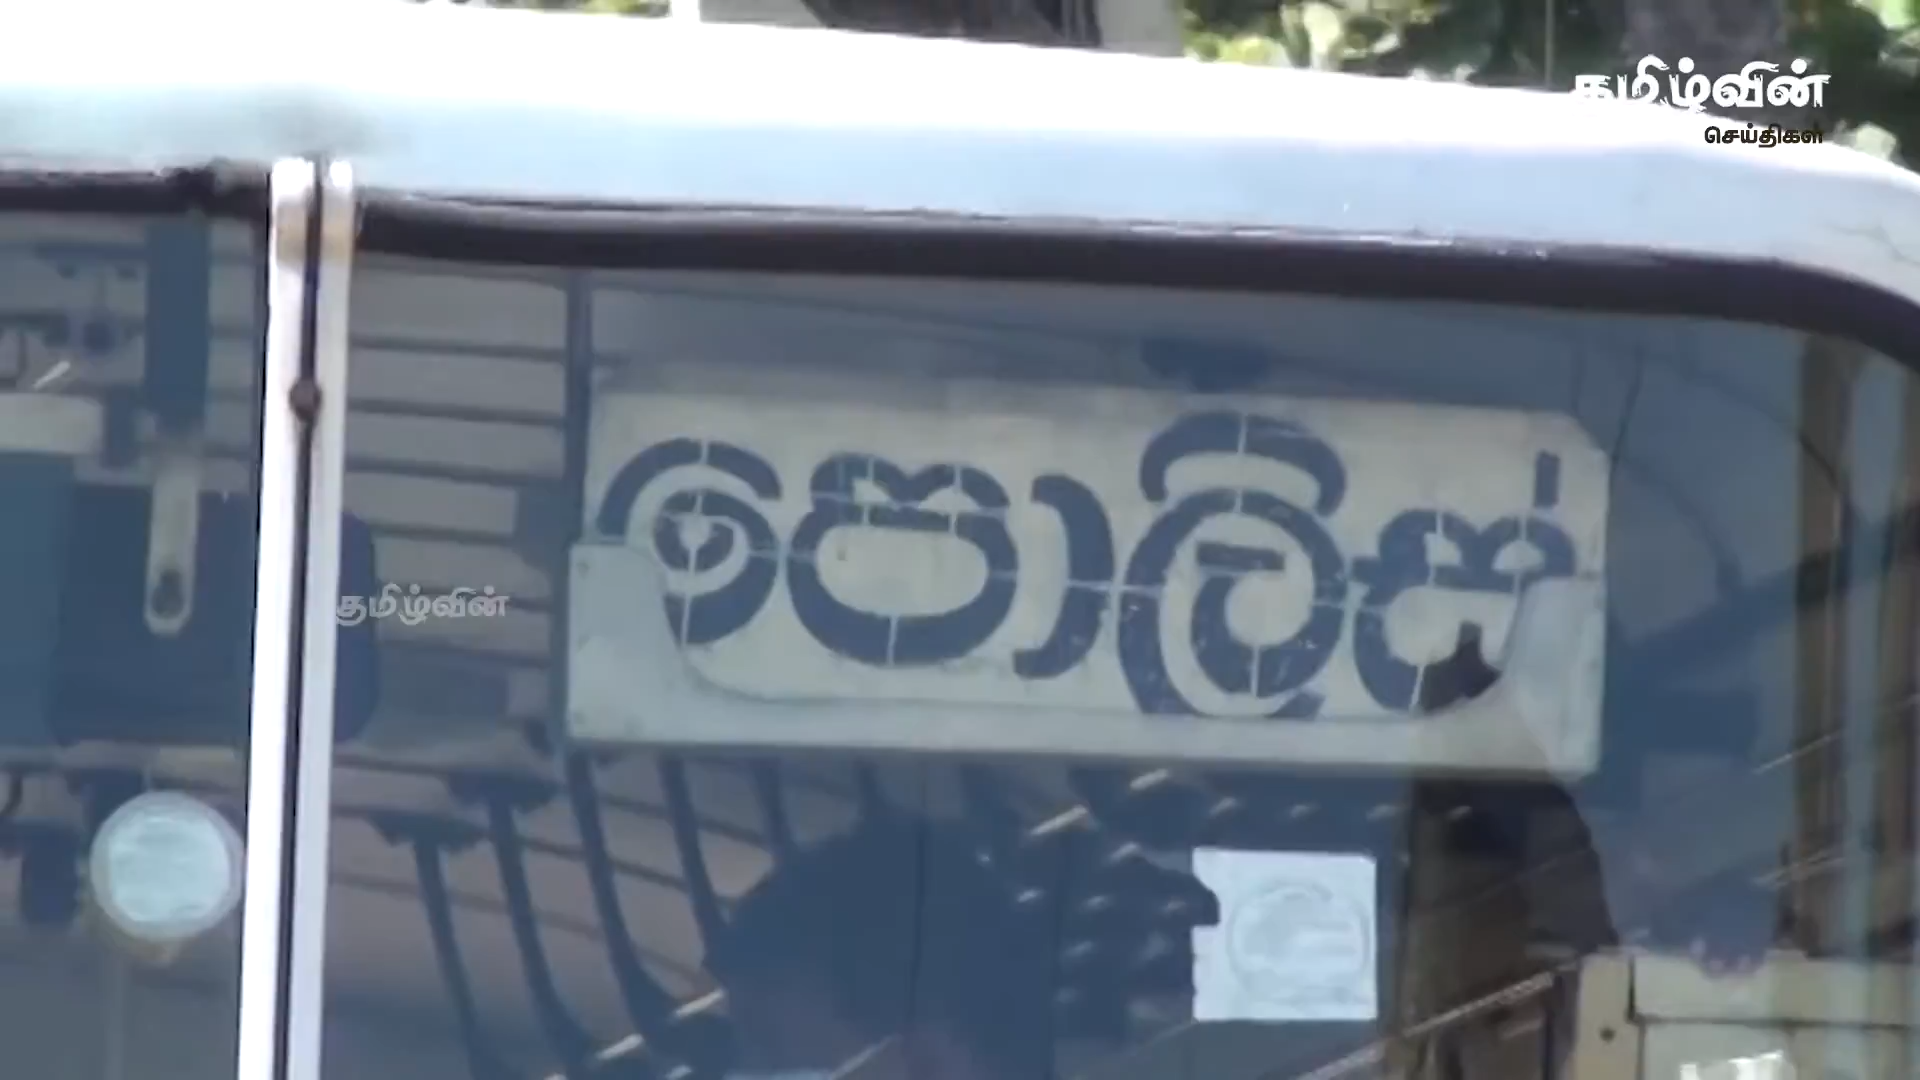 தமிழ்வின்
செய்திகள்
පොලිස්
தமிழ்வின்